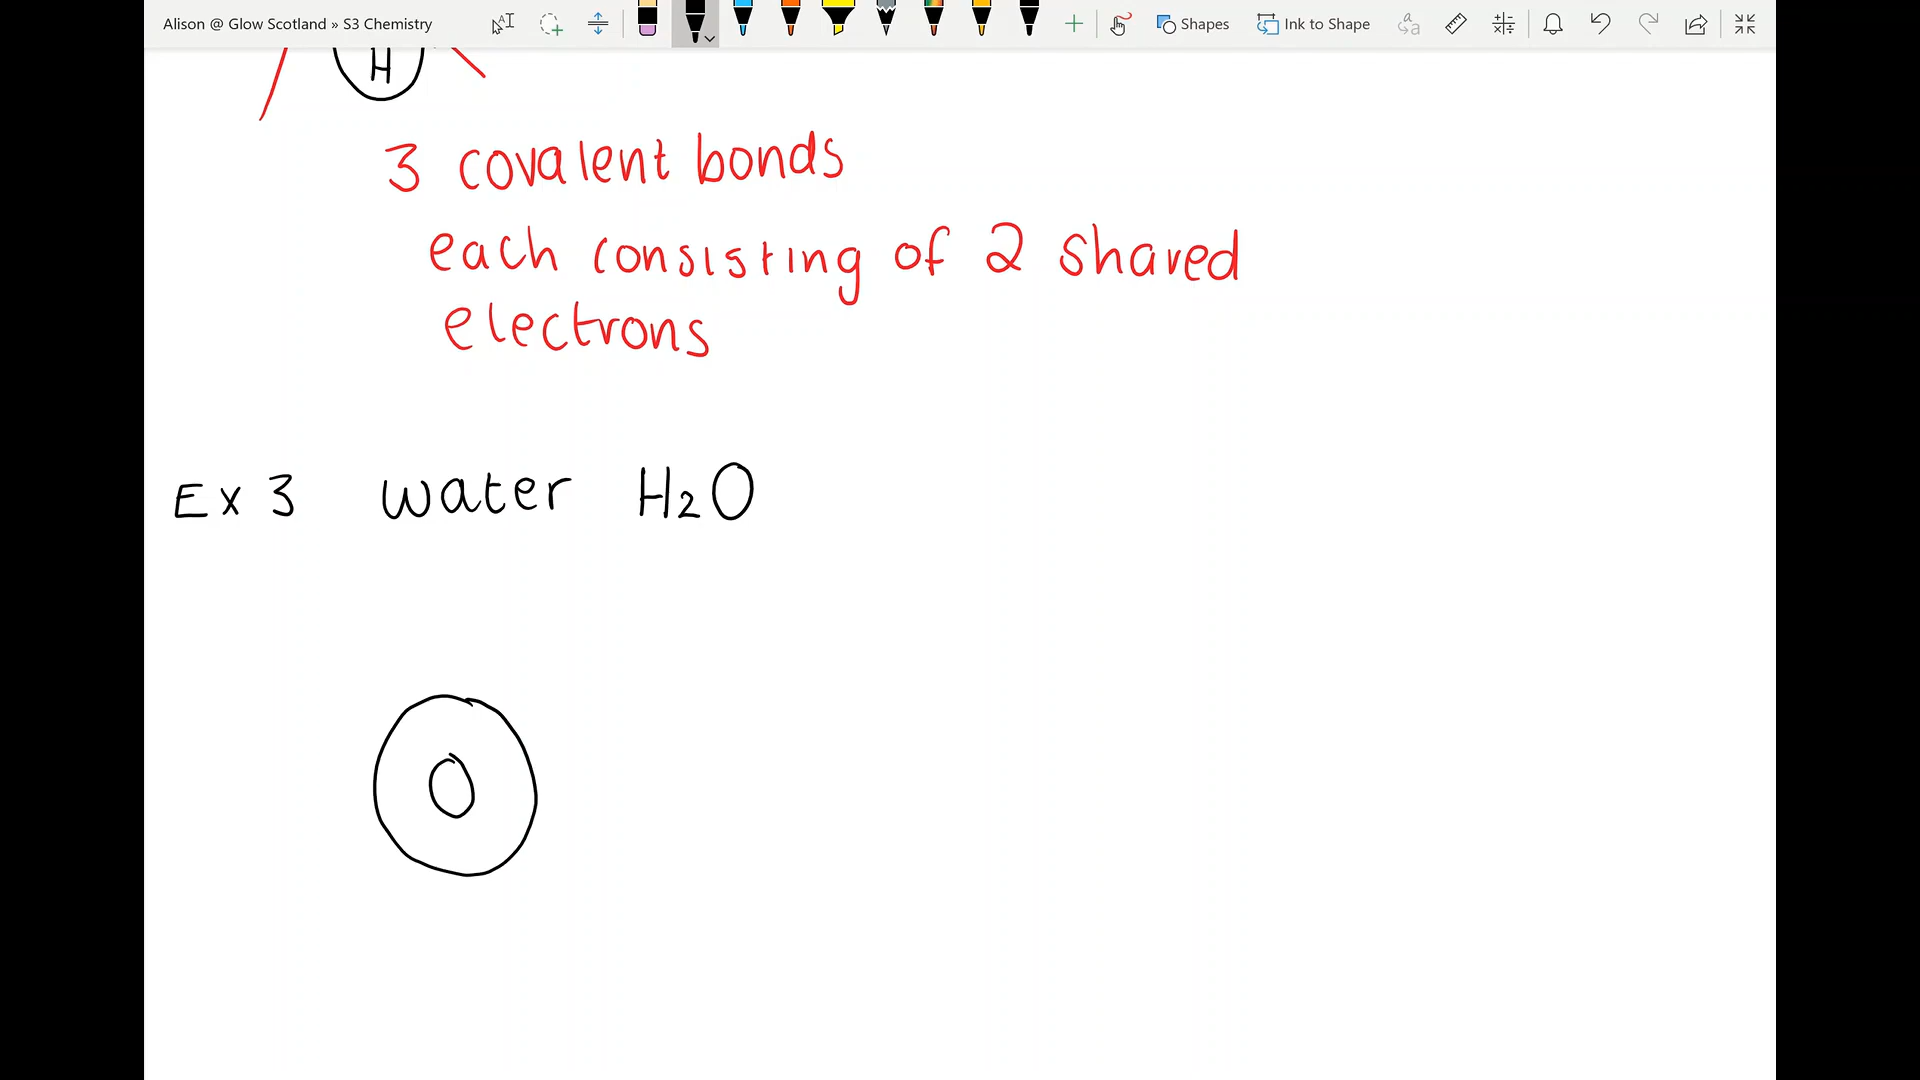 Alison @ Glow Scotland » S3 Chemistry
Shapes
Ink to Shape
H
3 covalent bonds
each consisting of 2 shared
electrons
Ex 3 water H₂O
O